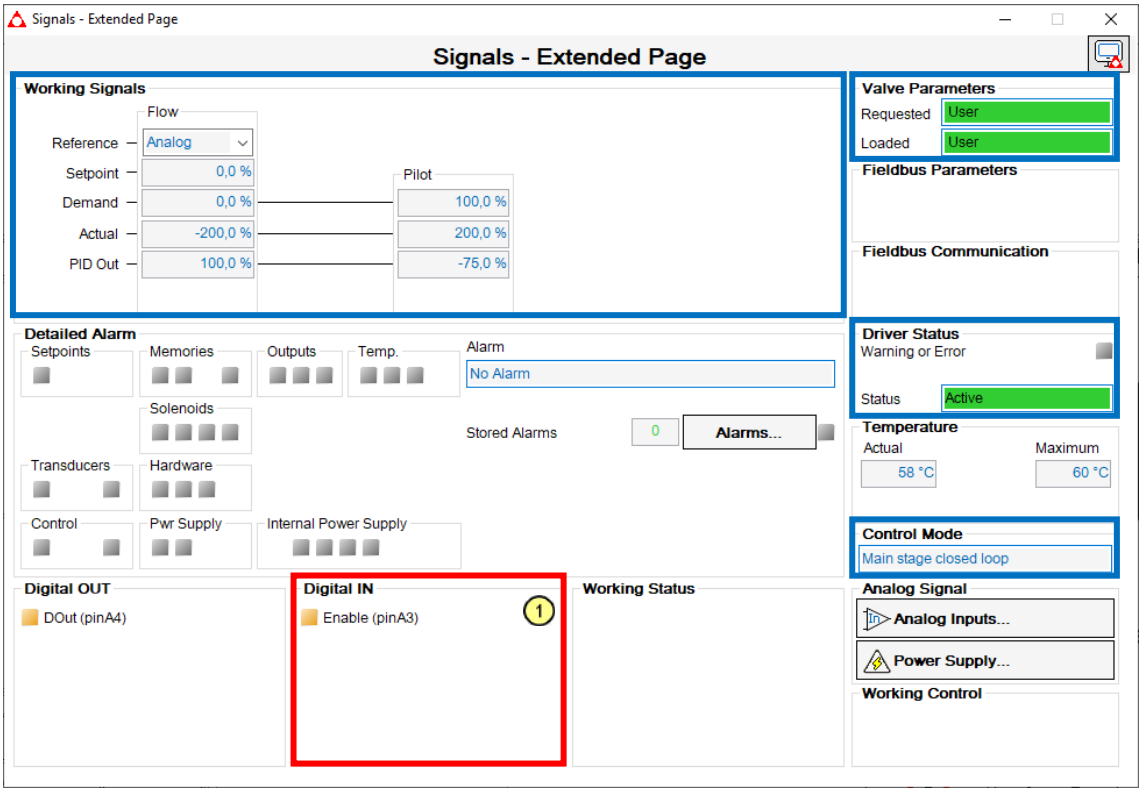 Signals - Extended Page
Signals - Extended Page
Working Signals
Flow
Reference
Analog
Setpoint
0,0 %
Pilot
Demand
0,0 %
100,0 %
Actual
-200,0 %
200,0 %
PID Out
100,0 %
-75,0 %
Valve Parameters
Requested
User
Loaded
User
Fieldbus Parameters
Fieldbus Communication
Detailed Alarm
Setpoints
Memories
Outputs
Temp.
Alarm
No Alarm
Solenoids
Stored Alarms
0
Alarms...
Transducers
Hardware
Control
Pwr Supply
Internal Power Supply
Driver Status
Warning or Error
Status
Active
Temperature
Actual
Maximum
58 °C
60 °C
Control Mode
Main stage closed loop
Digital OUT
DOut (pinA4)
Digital IN
Enable (pinA3)
1
Working Status
Analog Signal
In
Analog Inputs...
Power Supply...
Working Control